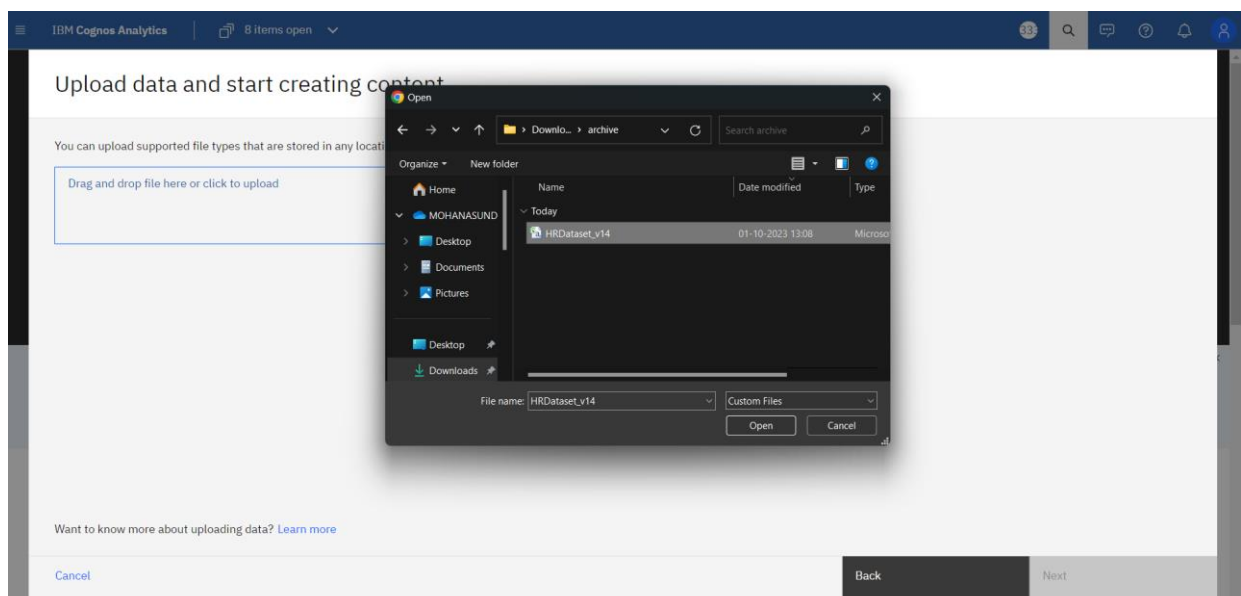 IBM Cognos Analytics 8 items open
Upload data and start creating content
You can upload supported file types that are stored in any locati
Drag and drop file here or click to upload
Open
Downlo... › archive Search archive
Organize New folder
Home
MOHANASUND
Desktop
Documents
Pictures
Desktop
Downloads
Name Date modified Type
Today
HRDataset_v14 01-10-2023 13:08 Microso
File name: HRDataset_v14 Custom Files
Open Cancel
Want to know more about uploading data? Learn more
Cancel Back Next